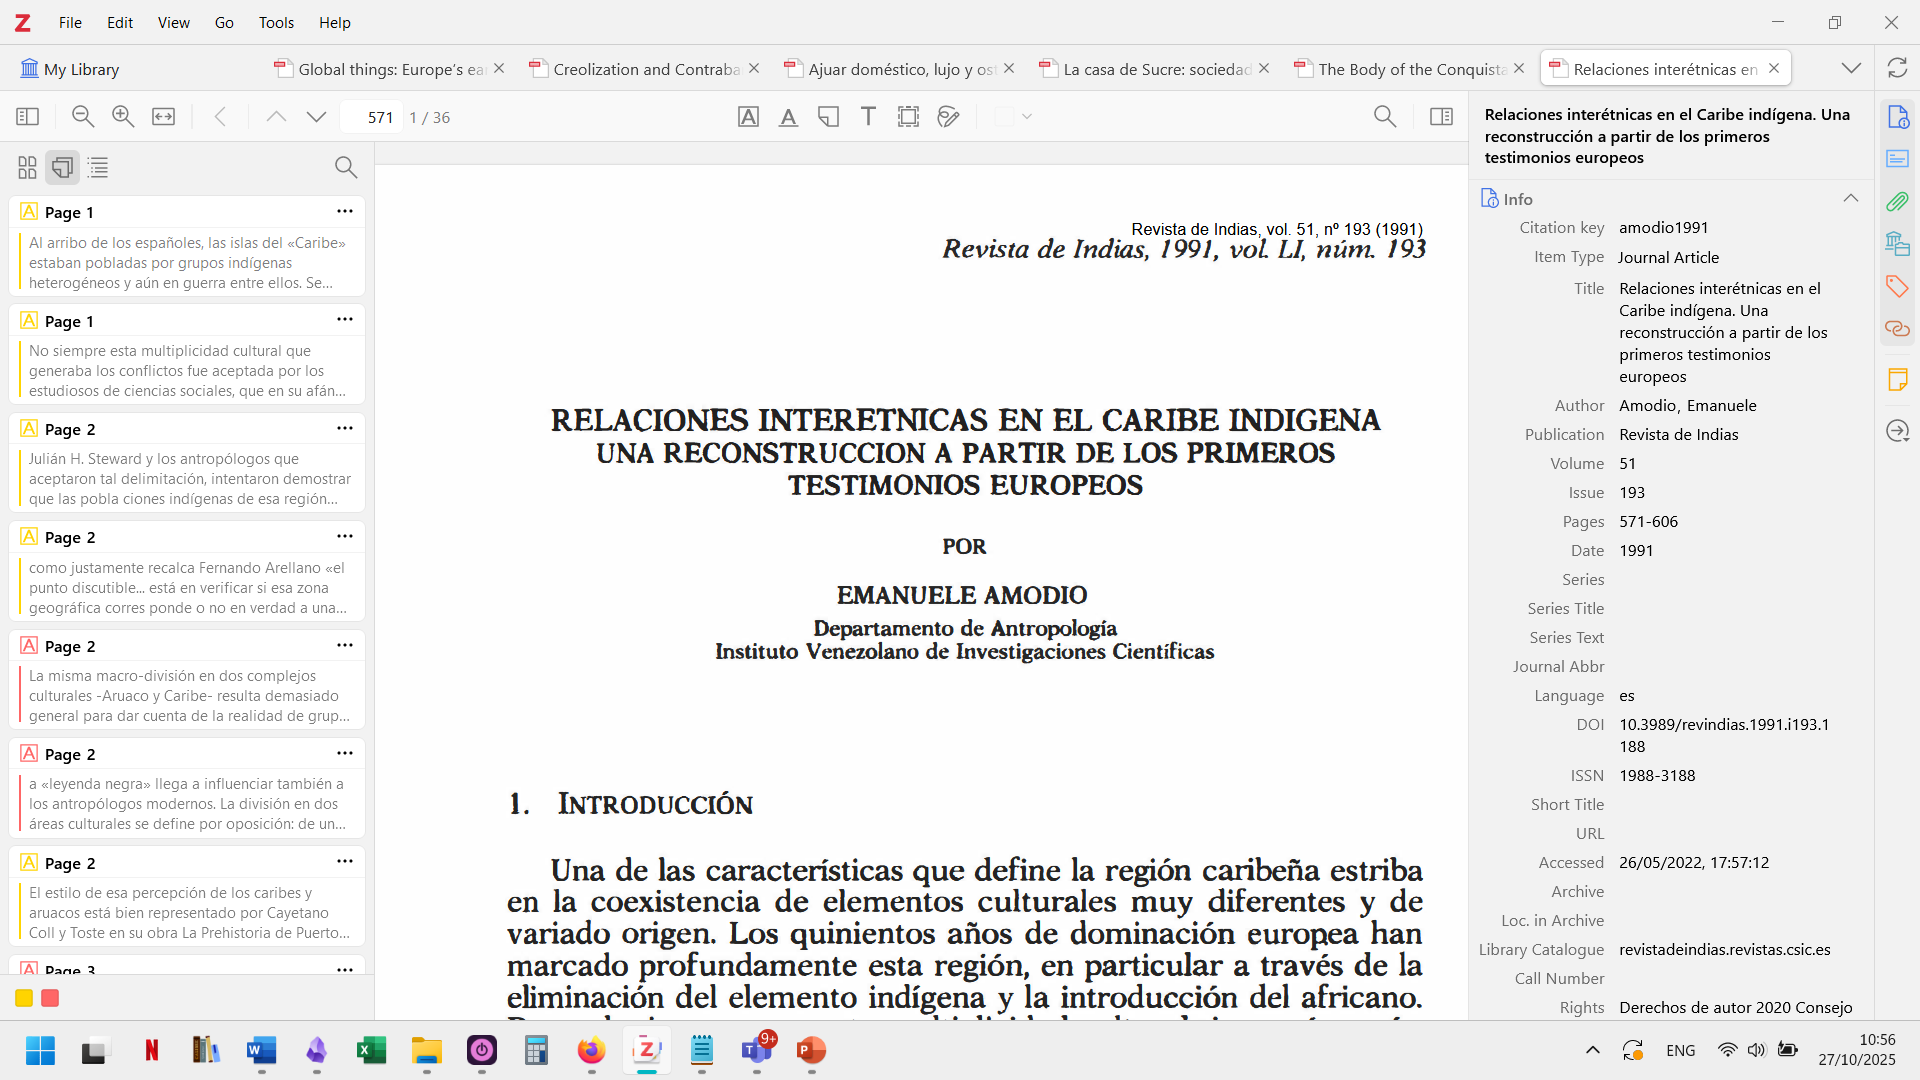 File
Edit
View
Go
Tools
Help
My Library
Global things: Europe's ea
Creolization and Contraba
Ajuar doméstico, lujo y ost
La casa de Sucre: sociedad
The Body of the Conquista
Relaciones interétnicas en
571
1 / 36
Page 1
Al arribo de los españoles, las islas del «Caribe»
estaban pobladas por grupos indígenas
heterogéneos y aún en guerra entre ellos. Se...
Page 1
No siempre esta multiplicidad cultural que
generaba los conflictos fue aceptada por los
estudiosos de ciencias sociales, que en su afán...
Page 2
Julián H. Steward y los antropólogos que
aceptaron tal delimitación, intentaron demostrar
que las pobla ciones indígenas de esa región...
Page 2
como justamente recalca Fernando Arellano «el
punto discutible... está en verificar si esa zona
geográfica corres ponde o no en verdad a una...
Page 2
La misma macro-división en dos complejos
culturales -Aruaco y Caribe- resulta demasiado
general para dar cuenta de la realidad de grup...
Page 2
a «leyenda negra» llega a influenciar también a
los antropólogos modernos. La división en dos
áreas culturales se define por oposición: de un...
Page 2
El estilo de esa percepción de los caribes y
aruacos está bien representado por Cayetano
Coll y Toste en su obra La Prehistoria de Puerto...
Page 3
Revista de Indias, vol. 51, nº 193 (1991)
Revista de Indias, 1991, vol. LI, núm. 193
RELACIONES INTERETNICAS EN EL CARIBE INDIGENA
UNA RECONSTRUCCION A PARTIR DE LOS PRIMEROS
TESTIMONIOS EUROPEOS
POR
EMANUELE AMODIO
Departamento de Antropología
Instituto Venezolano de Investigaciones Científicas
1. INTRODUCCIÓN
Una de las características que define la región caribeña estriba
en la coexistencia de elementos culturales muy diferentes y de
variado origen. Los quinientos años de dominación europea han
marcado profundamente esta región, en particular a través de la
eliminación del elemento indígena y la introducción del africano.
Relaciones interétnicas en el Caribe indígena. Una
reconstrucción a partir de los primeros
testimonios europeos
Info
Citation key amodio1991
Item Type Journal Article
Title Relaciones interétnicas en el
Caribe indígena. Una
reconstrucción a partir de los
primeros testimonios
europeos
Author Amodio, Emanuele
Publication Revista de Indias
Volume 51
Issue 193
Pages 571-606
Date 1991
Series
Series Title
Series Text
Journal Abbr
Language es
DOI 10.3989/revindias.1991.i193.1
188
ISSN 1988-3188
Short Title
URL
Accessed 26/05/2022, 17:57:12
Archive
Loc. in Archive
Library Catalogue revistadeindias.revistas.csic.es
Call Number
Rights Derechos de autor 2020 Consejo
9+
ENG
10:56
27/10/2025